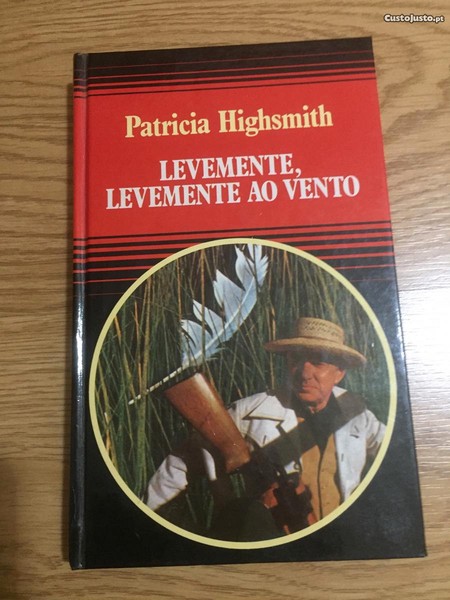 CustoJusto.pt
Patricia Highsmith
LEVEMENTE,
LEVEMENTE AO VENTO